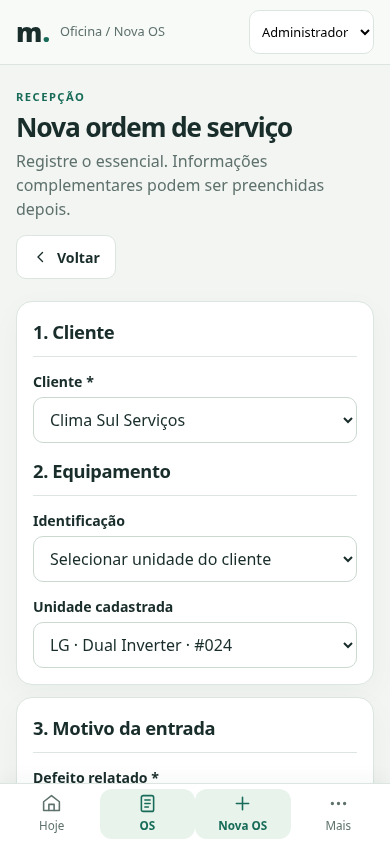 m. Oficina / Nova OS Administrador
RECEPÇÃO
Nova ordem de serviço
Registre o essencial. Informações
complementares podem ser preenchidas
depois.
Voltar
1. Cliente
Cliente *
Clima Sul Serviços
2. Equipamento
Identificação
Selecionar unidade do cliente
Unidade cadastrada
LG · Dual Inverter · #024
3. Motivo da entrada
Defeito relatado *
Hoje OS Nova OS Mais